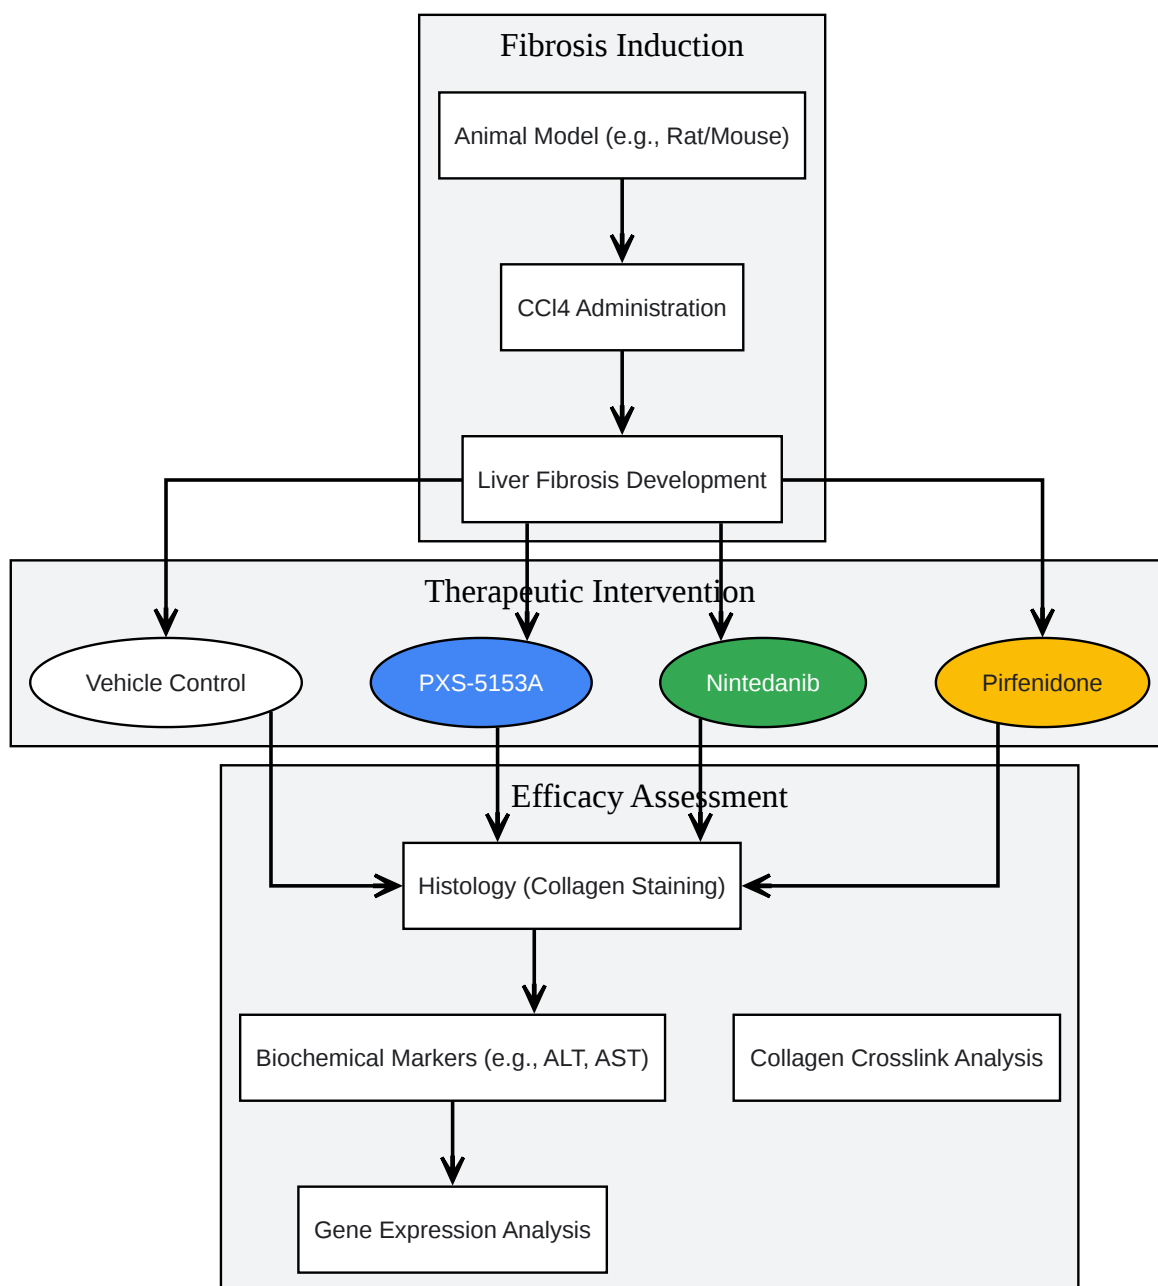 Fibrosis Induction
Animal Model (e.g., Rat/Mouse)
CCl4 Administration
Liver Fibrosis Development
Therapeutic Intervention
Vehicle Control
PXS-5153A
Nintedanib
Pirfenidone
Efficacy Assessment
Histology (Collagen Staining)
Biochemical Markers (e.g., ALT, AST)
Collagen Crosslink Analysis
Gene Expression Analysis